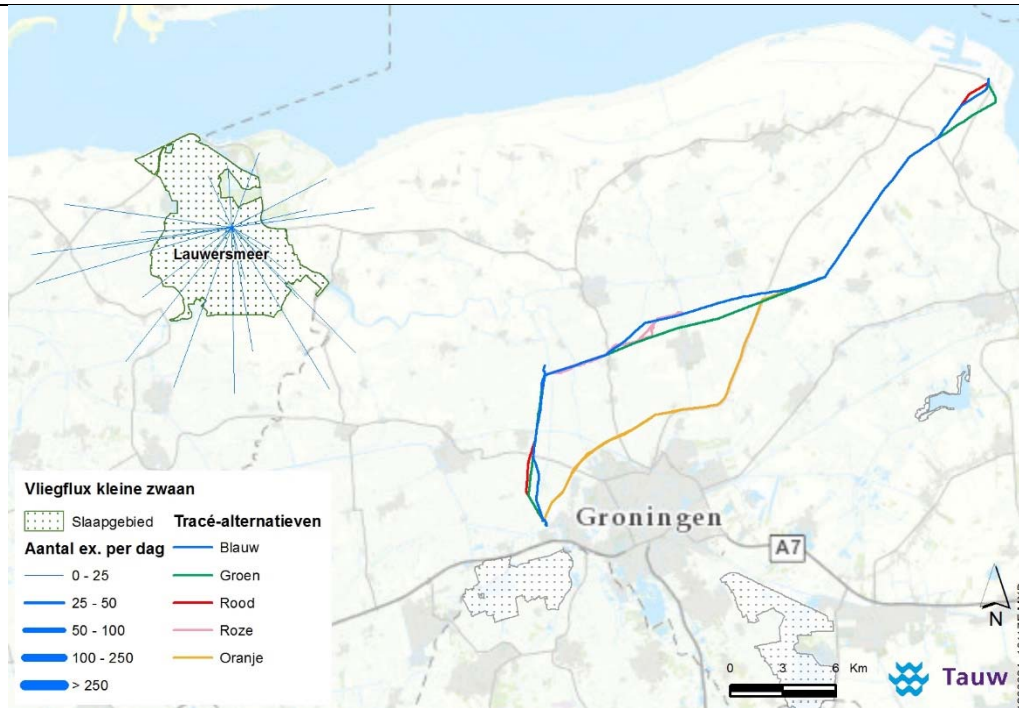 Lauwersmeer
Groningen
A7
Vliegflux kleine zwaan
Slaapgebied
Aantal ex. per dag
0 - 25
25 - 50
50 - 100
100 - 250
> 250
Tracé-alternatieven
Blauw
Groen
Rood
Roze
Oranje
N
0 3 6 Km
Tauw